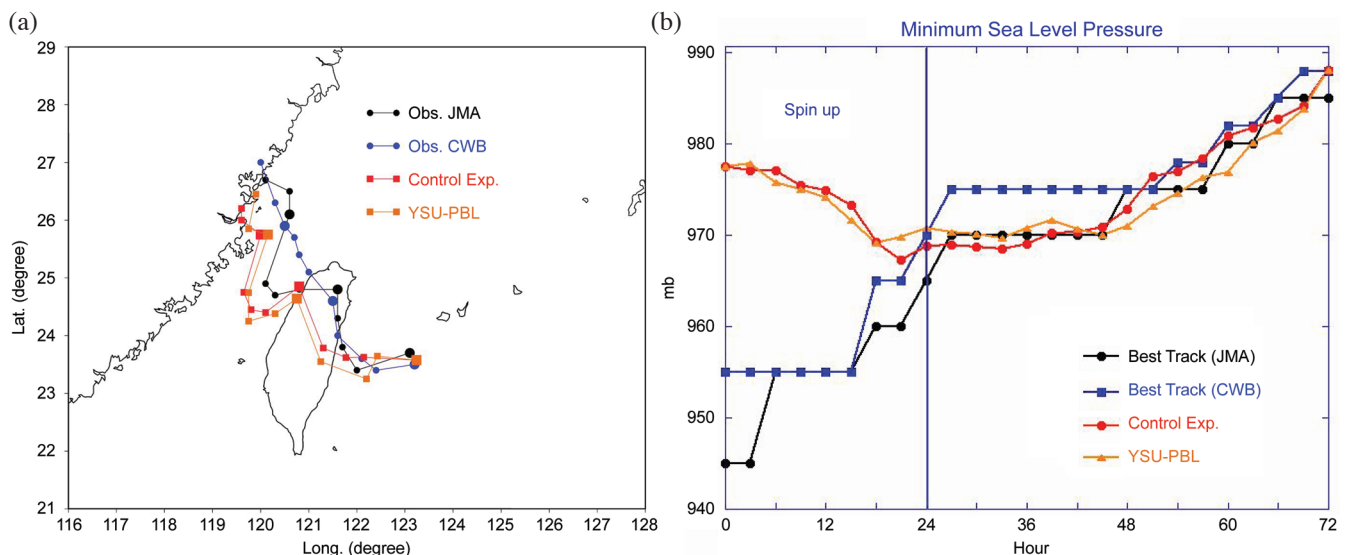 (a)
29
28
27
26
25
24
23
22
21
Lat. (degree)
116 117 118 119 120 121 122 123 124 125 126 127 128
Long. (degree)
Obs. JMA
Obs. CWB
Control Exp.
YSU-PBL
(b)
Minimum Sea Level Pressure
990
980
970
960
950
940
mb
Spin up
Best Track (JMA)
Best Track (CWB)
Control Exp.
YSU-PBL
0 12 24 36 48 60 72
Hour